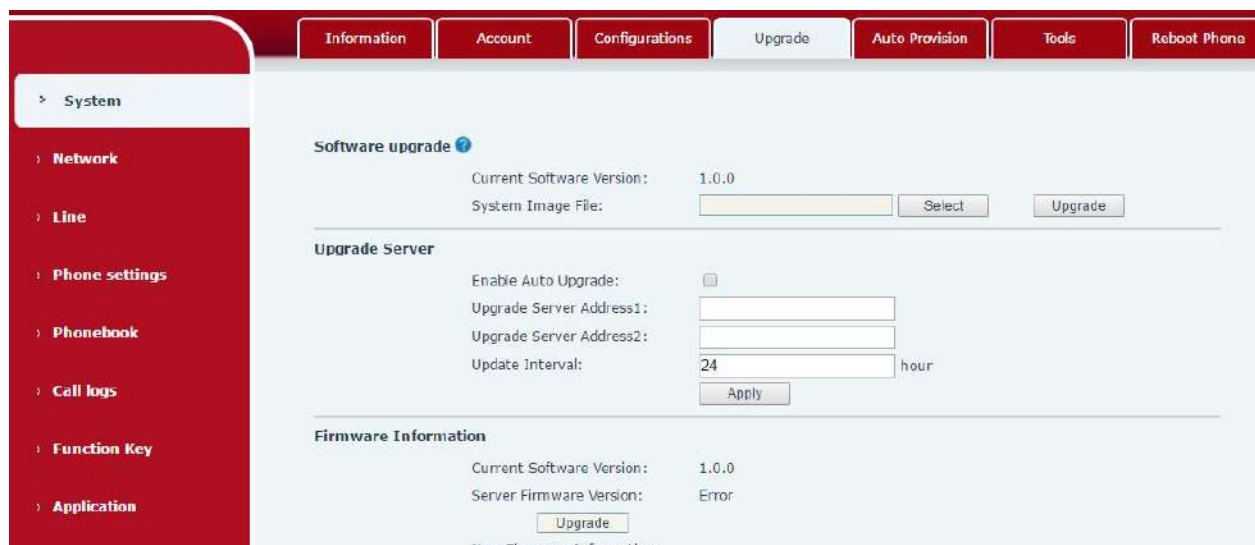 Information Account Configurations Upgrade Auto Provision Tools Reboot Phone
System
Network
Line
Phone settings
Phonebook
Call logs
Function Key
Application
Software upgrade ?
Current Software Version: 1.0.0
System Image File: Select Upgrade
Upgrade Server
Enable Auto Upgrade:
Upgrade Server Address1:
Upgrade Server Address2:
Update Interval: 24 hour
Apply
Firmware Information
Current Software Version: 1.0.0
Server Firmware Version: Error
Upgrade